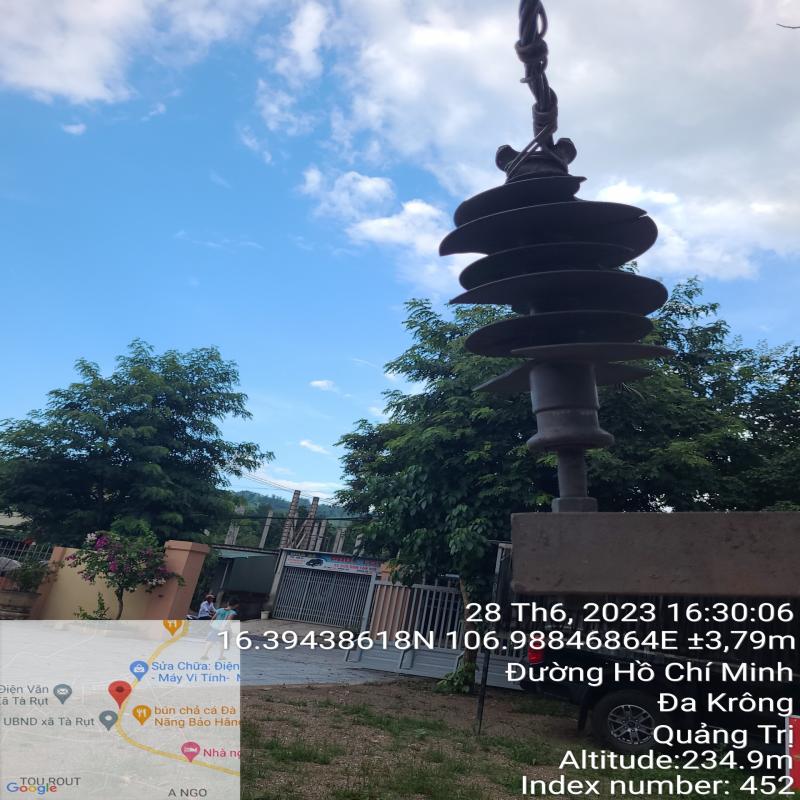 28 Th6, 2023 16:30:06
16.39438618N 106.98846864E ±3,79m
Đường Hồ Chí Minh
Đa Krông
Quảng Trị
Altitude:234.9m
Index number: 452
Sửa Chữa: Điện
- Máy Vi Tính-
Điện Văn
xã Tà Rụt
UBND xã Tà Rụt
bún chả cá Đà
Nẵng Bảo Hân
Nhà
TOU ROUT
A NGO
Google